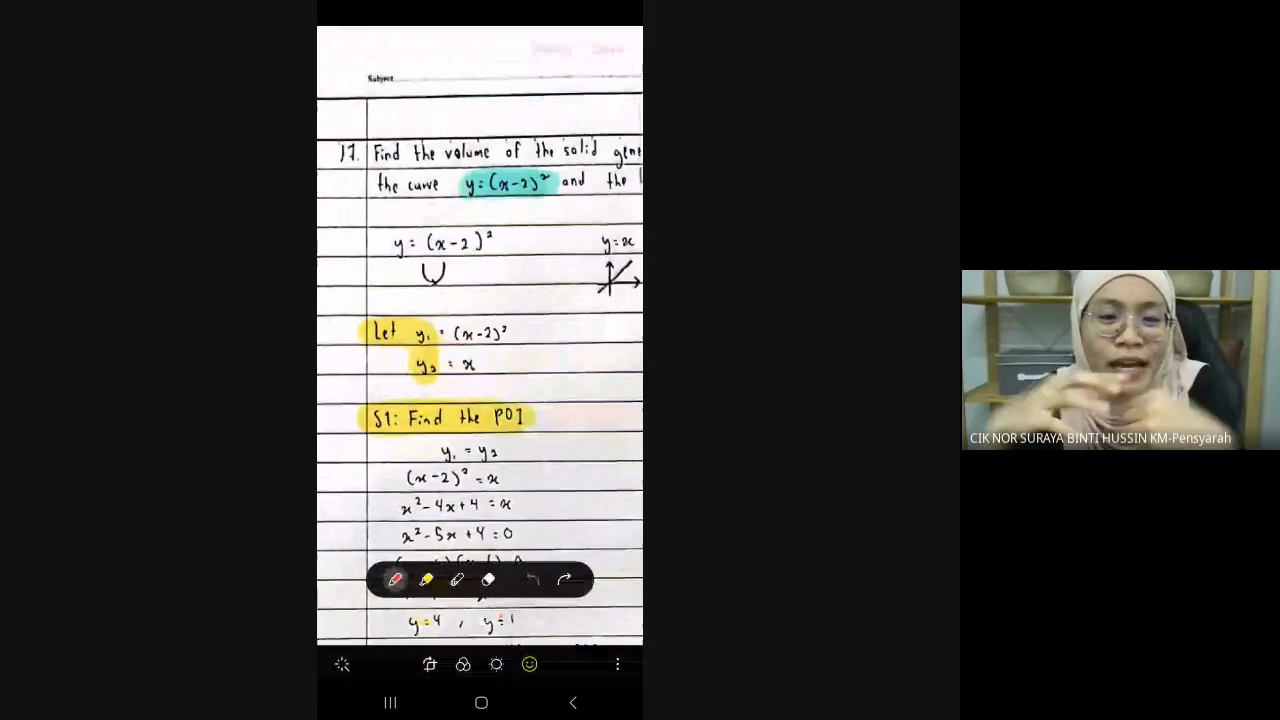 Subject
17. Find the volume of the solid gene
the curve y=(x-2)² and the l
y = (x-2)²
y=x
Let y₁ = (x-2)²
y₂ = x
S1: Find the POI
y₁ = y₂
(x-2)² = x
x² - 4x + 4 = x
x² - 5x + 4 = 0
y=4 , y=1
CIK NOR SURAYA BINTI HUSSIN KM-Pensyarah